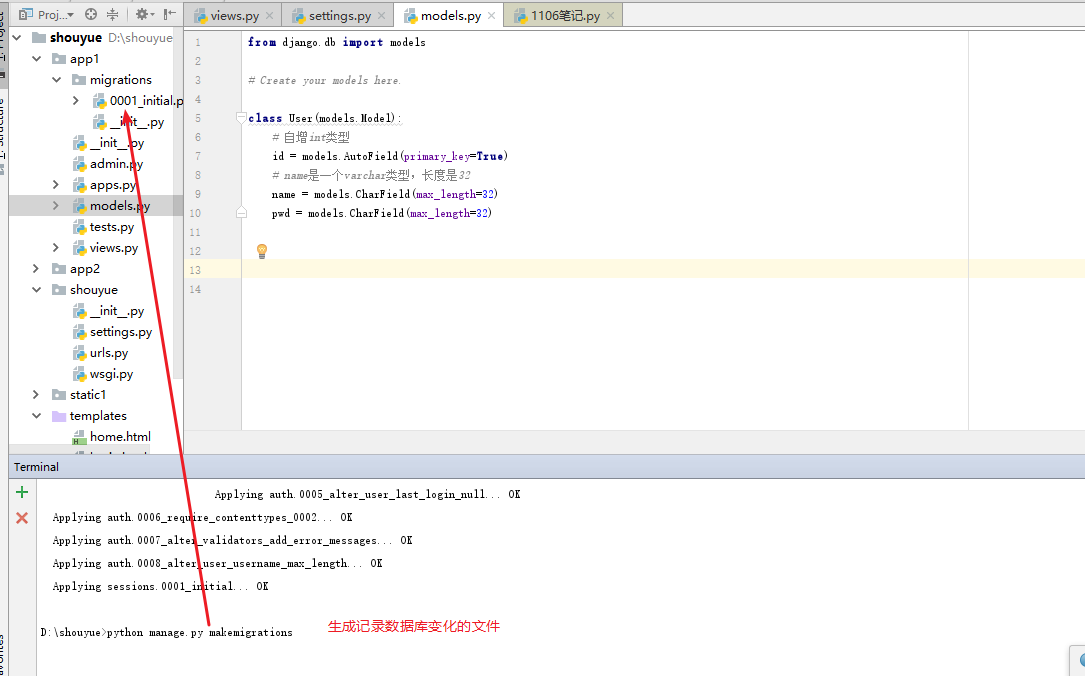 Proj...
views.py
settings.py
models.py
1106笔记.py
shouyue D:\shouyue
app1
migrations
0001_initial.p
__init__.py
__init__.py
admin.py
apps.py
models.py
tests.py
views.py
app2
shouyue
__init__.py
settings.py
urls.py
wsgi.py
static1
templates
home.html
1 from django.db import models
2
3 # Create your models here.
4
5 class User(models.Model):
6 # 自增int类型
7 id = models.AutoField(primary_key=True)
8 # name是一个varchar类型，长度是32
9 name = models.CharField(max_length=32)
10 pwd = models.CharField(max_length=32)
11
12
13
14
Terminal
Applying auth.0005_alter_user_last_login_null... OK
Applying auth.0006_require_contenttypes_0002... OK
Applying auth.0007_alter_validators_add_error_messages... OK
Applying auth.0008_alter_user_username_max_length... OK
Applying sessions.0001_initial... OK
D:\shouyue>python manage.py makemigrations
生成记录数据库变化的文件